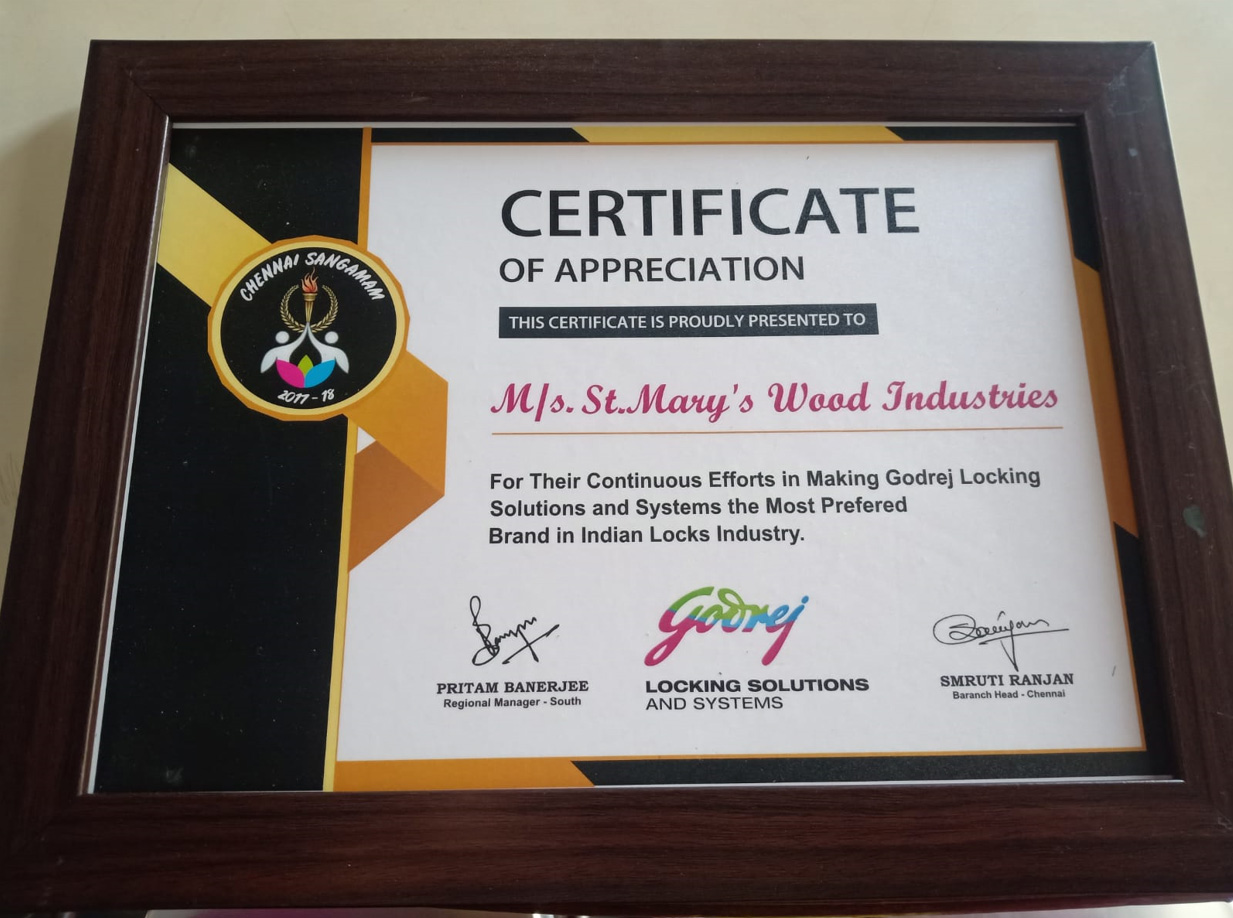 CERTIFICATE
OF APPRECIATION
THIS CERTIFICATE IS PROUDLY PRESENTED TO
CHENNAI SANGAMAM
2017-18
M/s. St.Mary's Wood Industries
For Their Continuous Efforts in Making Godrej Locking
Solutions and Systems the Most Prefered
Brand in Indian Locks Industry.
Godrej
LOCKING SOLUTIONS
AND SYSTEMS
PRITAM BANERJEE
Regional Manager - South
SMRUTI RANJAN
Baranch Head - Chennai